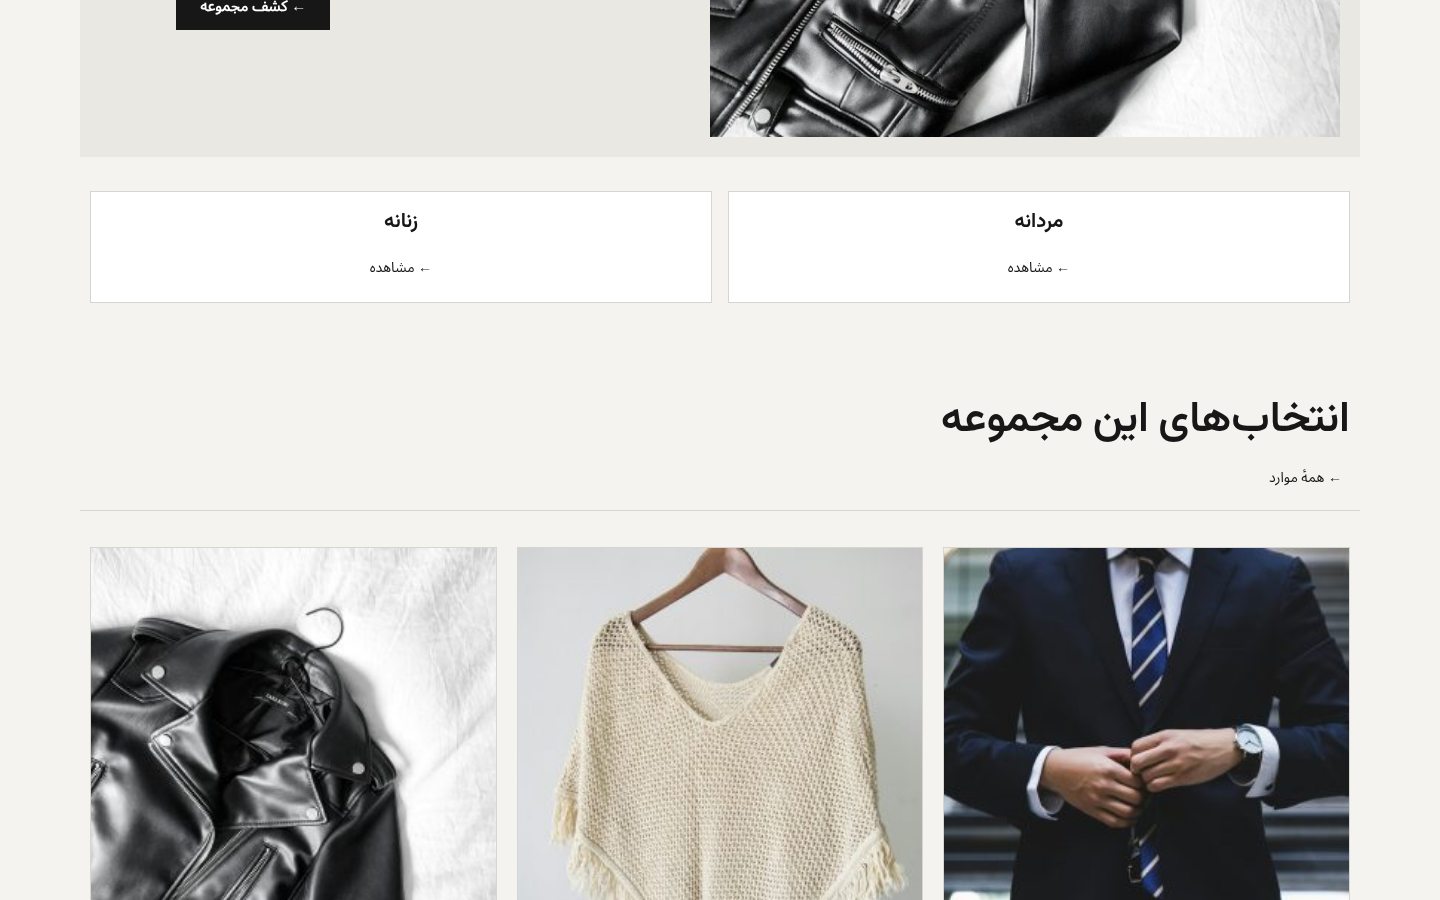 ← کشف مجموعه
مردانه
← مشاهده
زنانه
← مشاهده
انتخاب‌های این مجموعه
← همهٔ موارد